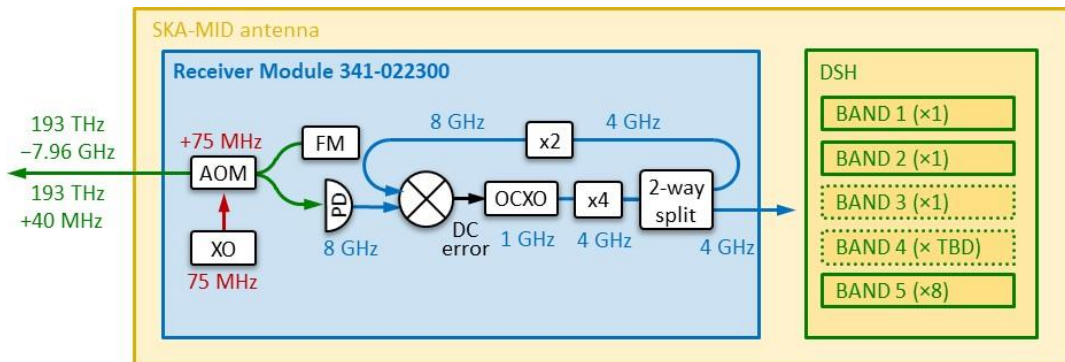 SKA-MID antenna
Receiver Module 341-022300
DSH
193 THz
−7.96 GHz
193 THz
+40 MHz
+75 MHz
AOM
XO
75 MHz
FM
PD
8 GHz
8 GHz
x2
4 GHz
DC
error
OCXO
1 GHz
x4
4 GHz
2-way
split
4 GHz
BAND 1 (×1)
BAND 2 (×1)
BAND 3 (×1)
BAND 4 (× TBD)
BAND 5 (×8)